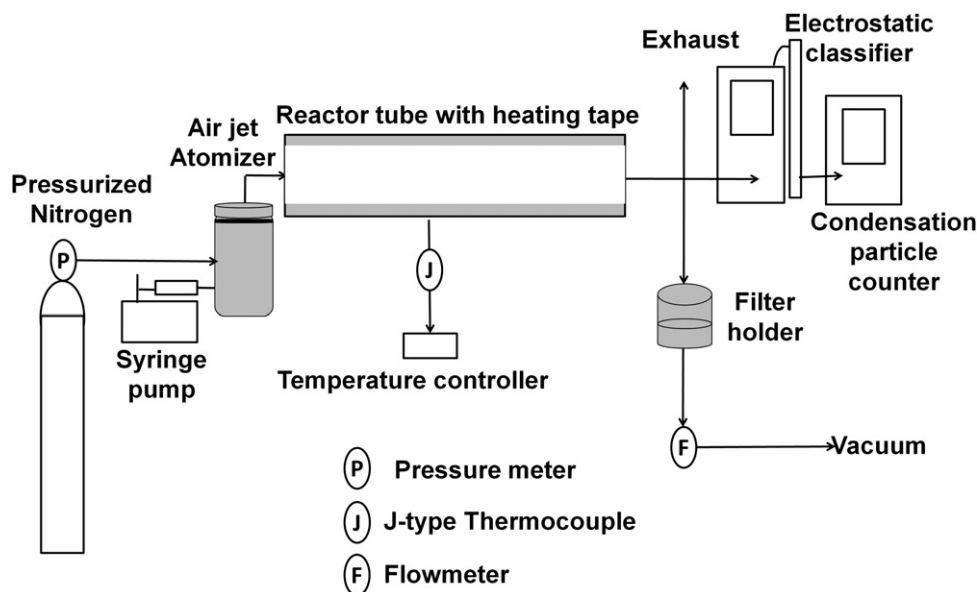 Electrostatic
classifier
Exhaust
Reactor tube with heating tape
Air jet
Atomizer
Pressurized
Nitrogen
P
J
Syringe
pump
Temperature controller
Condensation
particle
counter
Filter
holder
F
Vacuum
P Pressure meter
J J-type Thermocouple
F Flowmeter